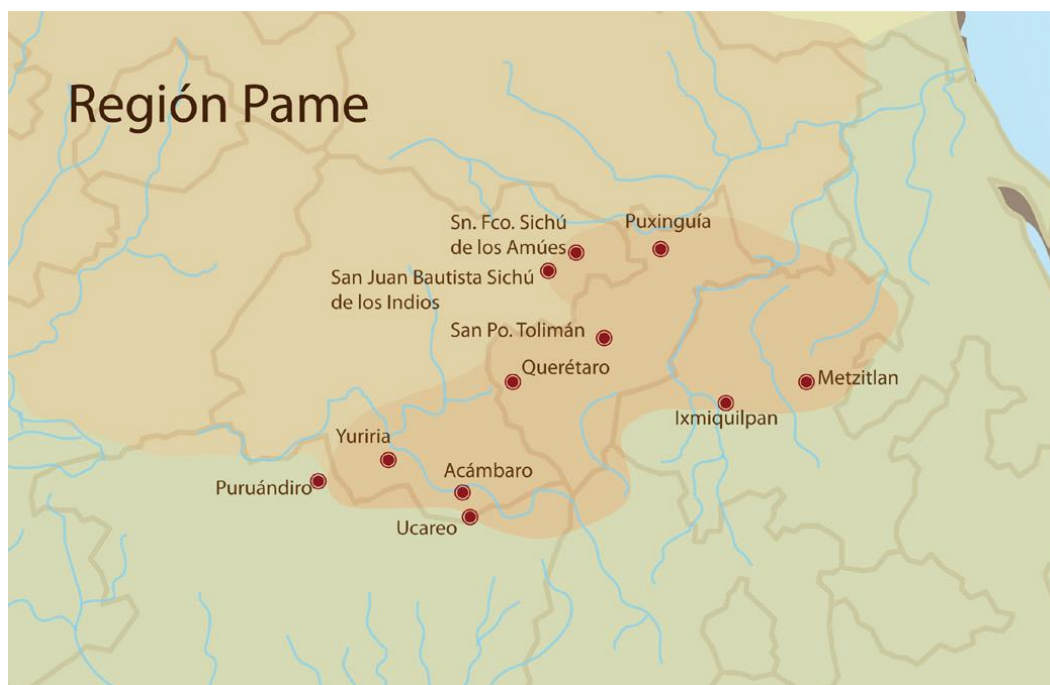 Región Pame
Sn. Fco. Sichú
de los Amúes
Puxinguía
San Juan Bautista Sichú
de los Indios
San Po. Tolimán
Querétaro
Metzitlan
Ixmiquilpan
Yuriria
Acámbaro
Puruándiro
Ucareo